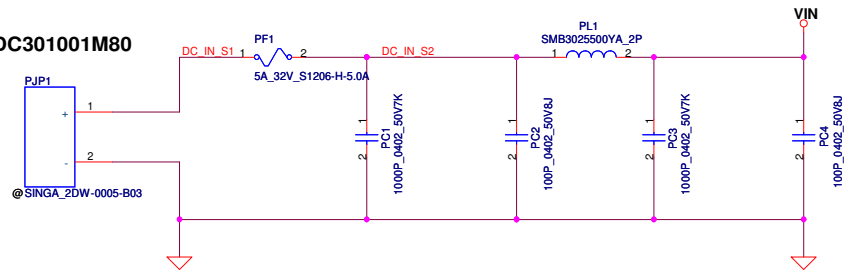 VIN
DC301001M80
PL1
SMB3025500YA_2P
1 2
PF1
DC_IN_S1 1 2 DC_IN_S2
5A_32V_S1206-H-5.0A
PJP1
+ 1
- 2
@SINGA_2DW-0005-B03
1 2
PC1
1000P_0402_50V7K
1 2
PC2
100P_0402_50V8J
1 2
PC3
1000P_0402_50V7K
1 2
PC4
100P_0402_50V8J